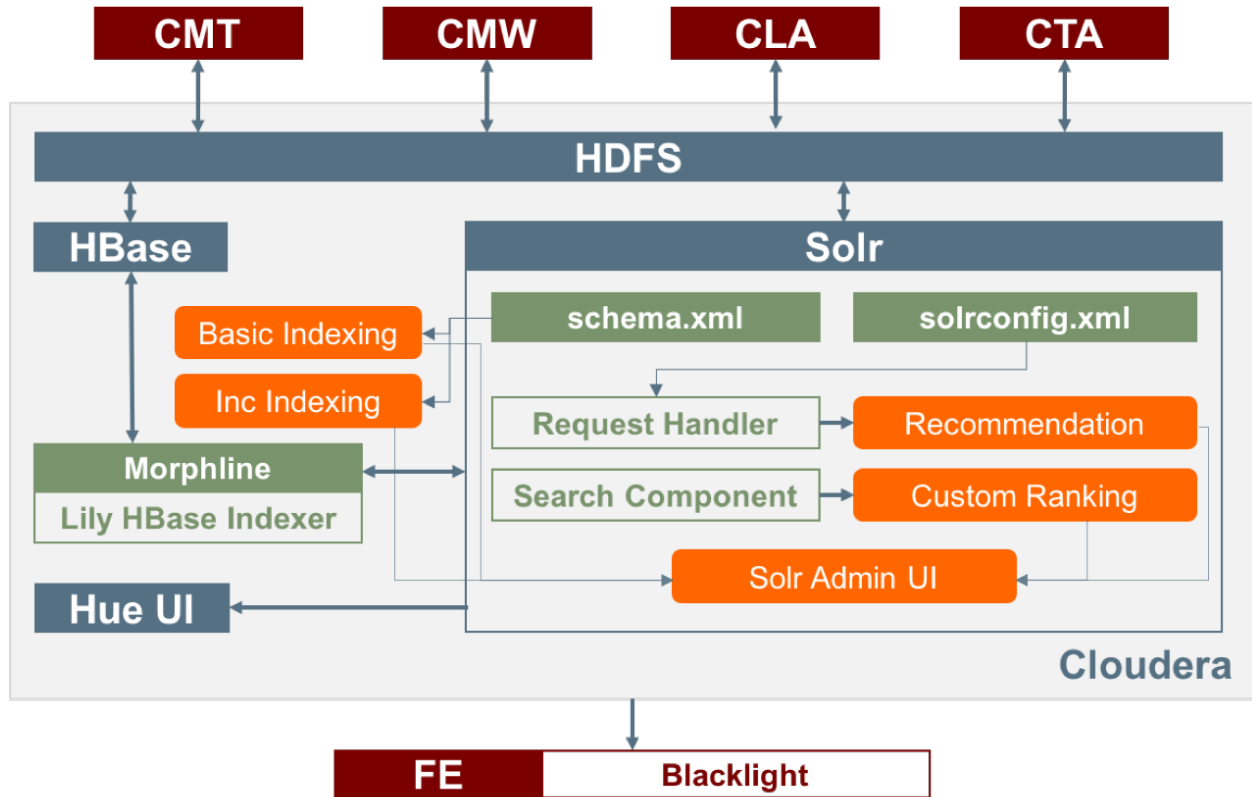 CMT
CMW
CLA
CTA
HDFS
HBase
Solr
Basic Indexing
schema.xml
solrconfig.xml
Inc Indexing
Request Handler
Recommendation
Morphline
Search Component
Custom Ranking
Lily HBase Indexer
Solr Admin UI
Hue UI
Cloudera
FE
Blacklight